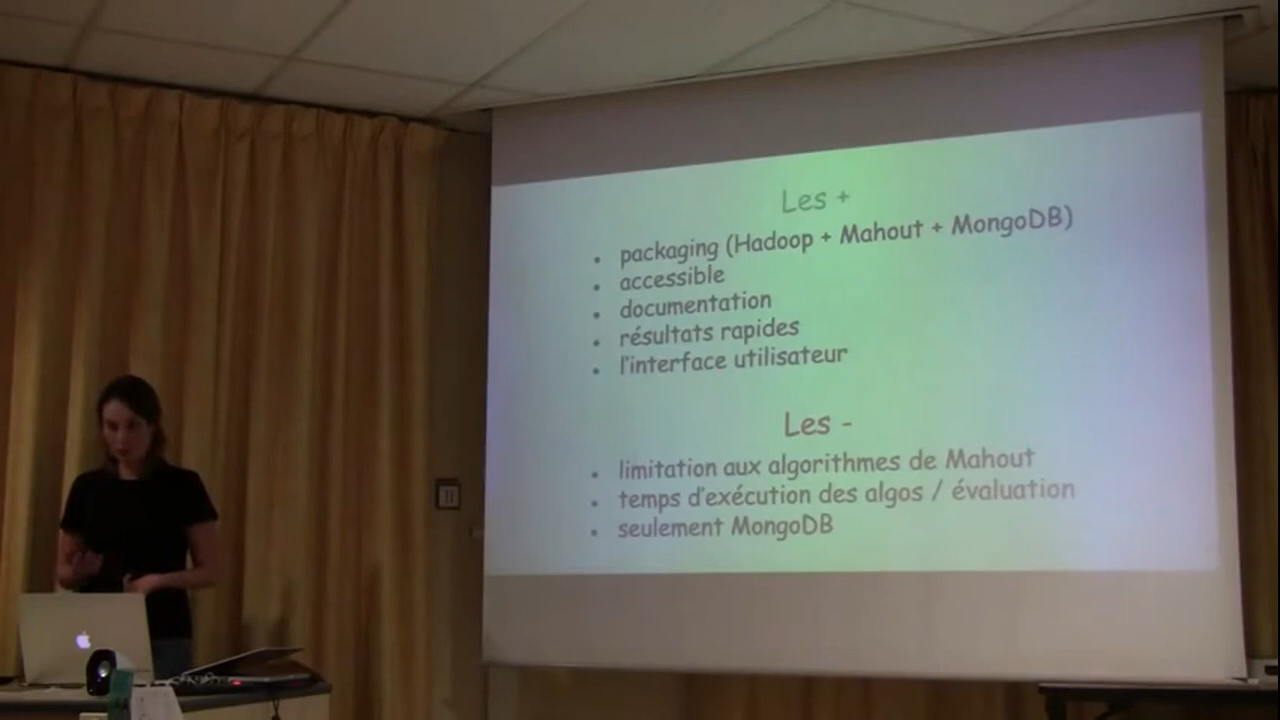 Les +
• packaging (Hadoop + Mahout + MongoDB)
• accessible
• documentation
• résultats rapides
• l'interface utilisateur
Les -
• limitation aux algorithmes de Mahout
• temps d'exécution des algos / évaluation
• seulement MongoDB